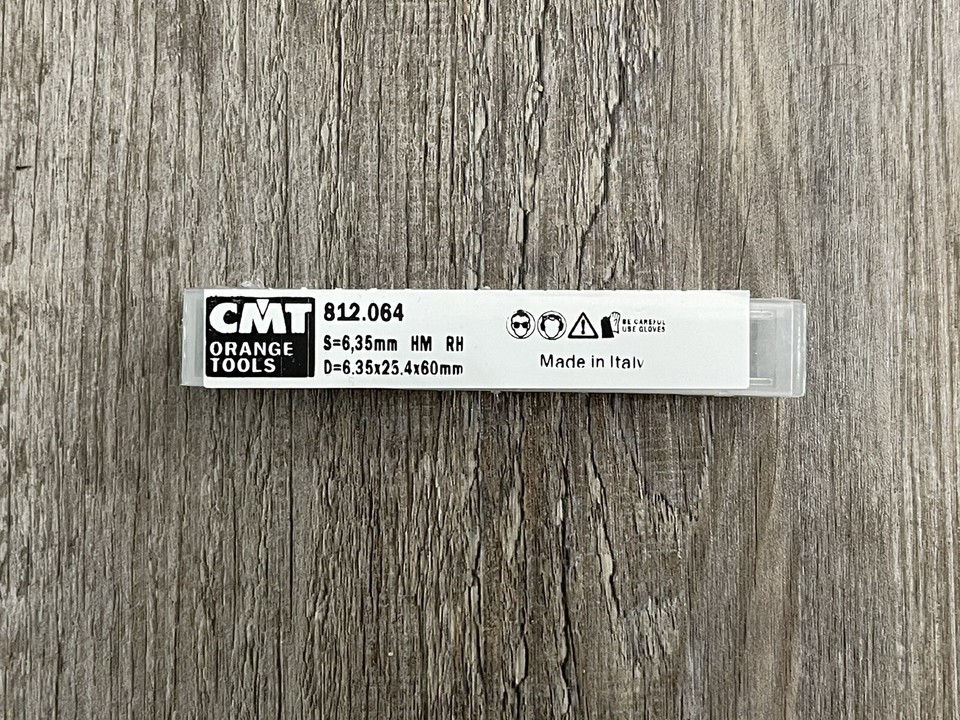 CMT
ORANGE
TOOLS
812.064
S=6,35mm HM RH
D=6.35x25.4x60mm
BE CAREFUL
USE GLOVES
Made in Italy